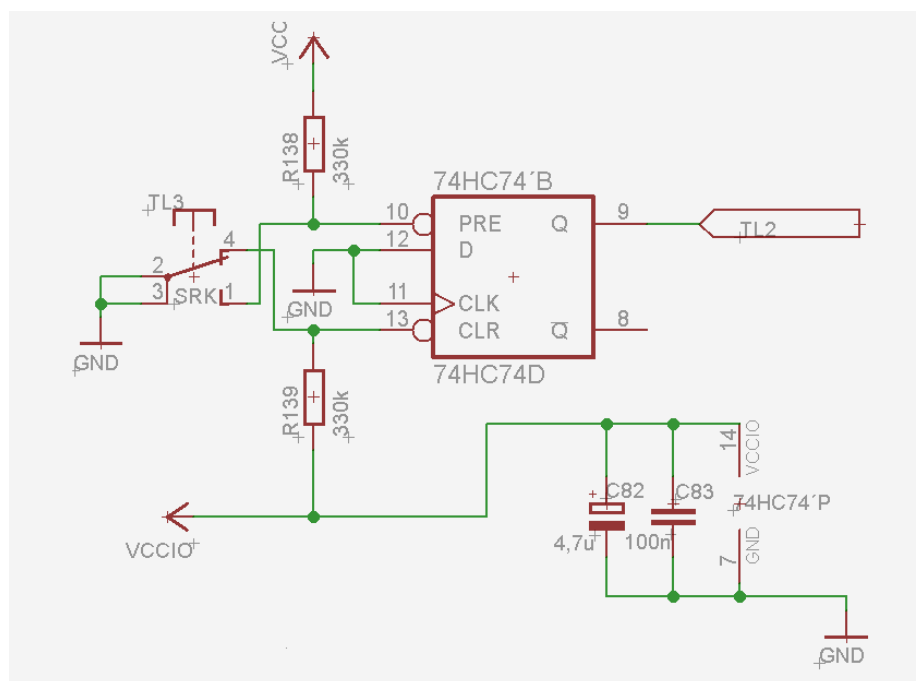 VCC
R138
330k
74HC74´B
TL3
10
PRE
Q
9
TL2
12
D
4
2
3
SRK
1
11
CLK
GND
13
CLR
Q
8
GND
74HC74D
R139
330k
14
VCCIO
C82
C83
74HC74´P
VCCIO
4,7u
100n
7
GND
GND